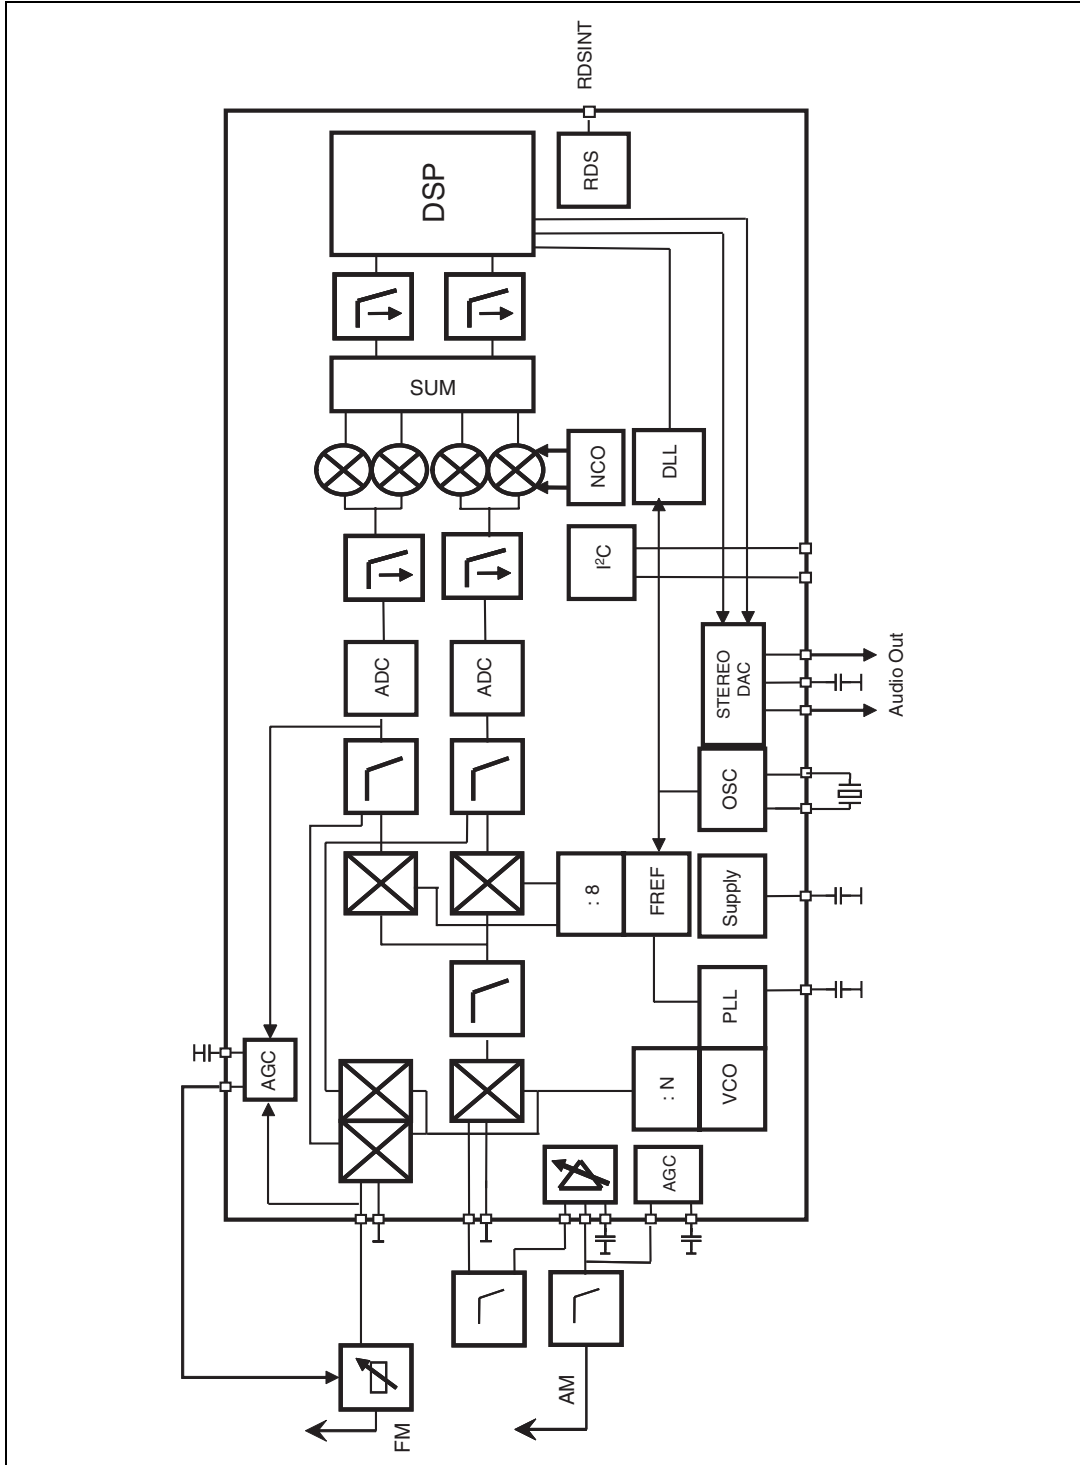 RDSINT
DSP
RDS
SUM
NCO
DLL
I²C
ADC
ADC
STEREO
DAC
Audio Out
OSC
: 8
FREF
Supply
PLL
AGC
: N
VCO
AGC
AM
FM